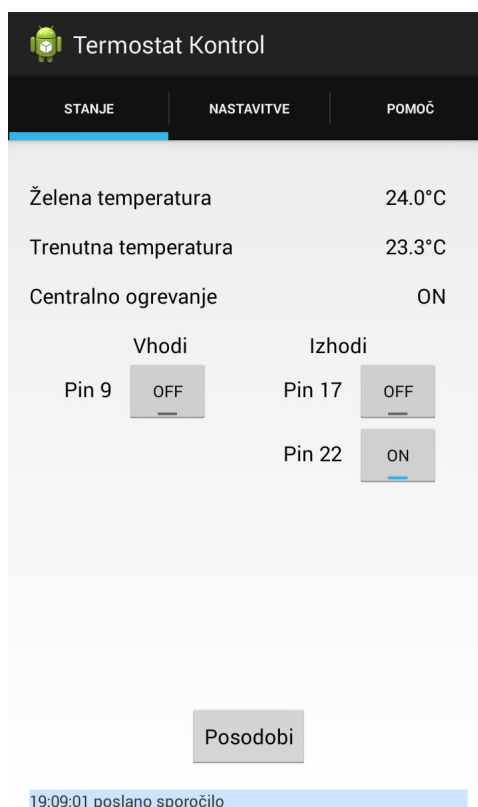 Termostat Kontrol
STANJE NASTAVITVE POMOČ
Želena temperatura 24.0°C
Trenutna temperatura 23.3°C
Centralno ogrevanje ON
Vhodi Izhodi
Pin 9 OFF Pin 17 OFF
Pin 22 ON
Posodobi
19:09:01 poslano sporočilo